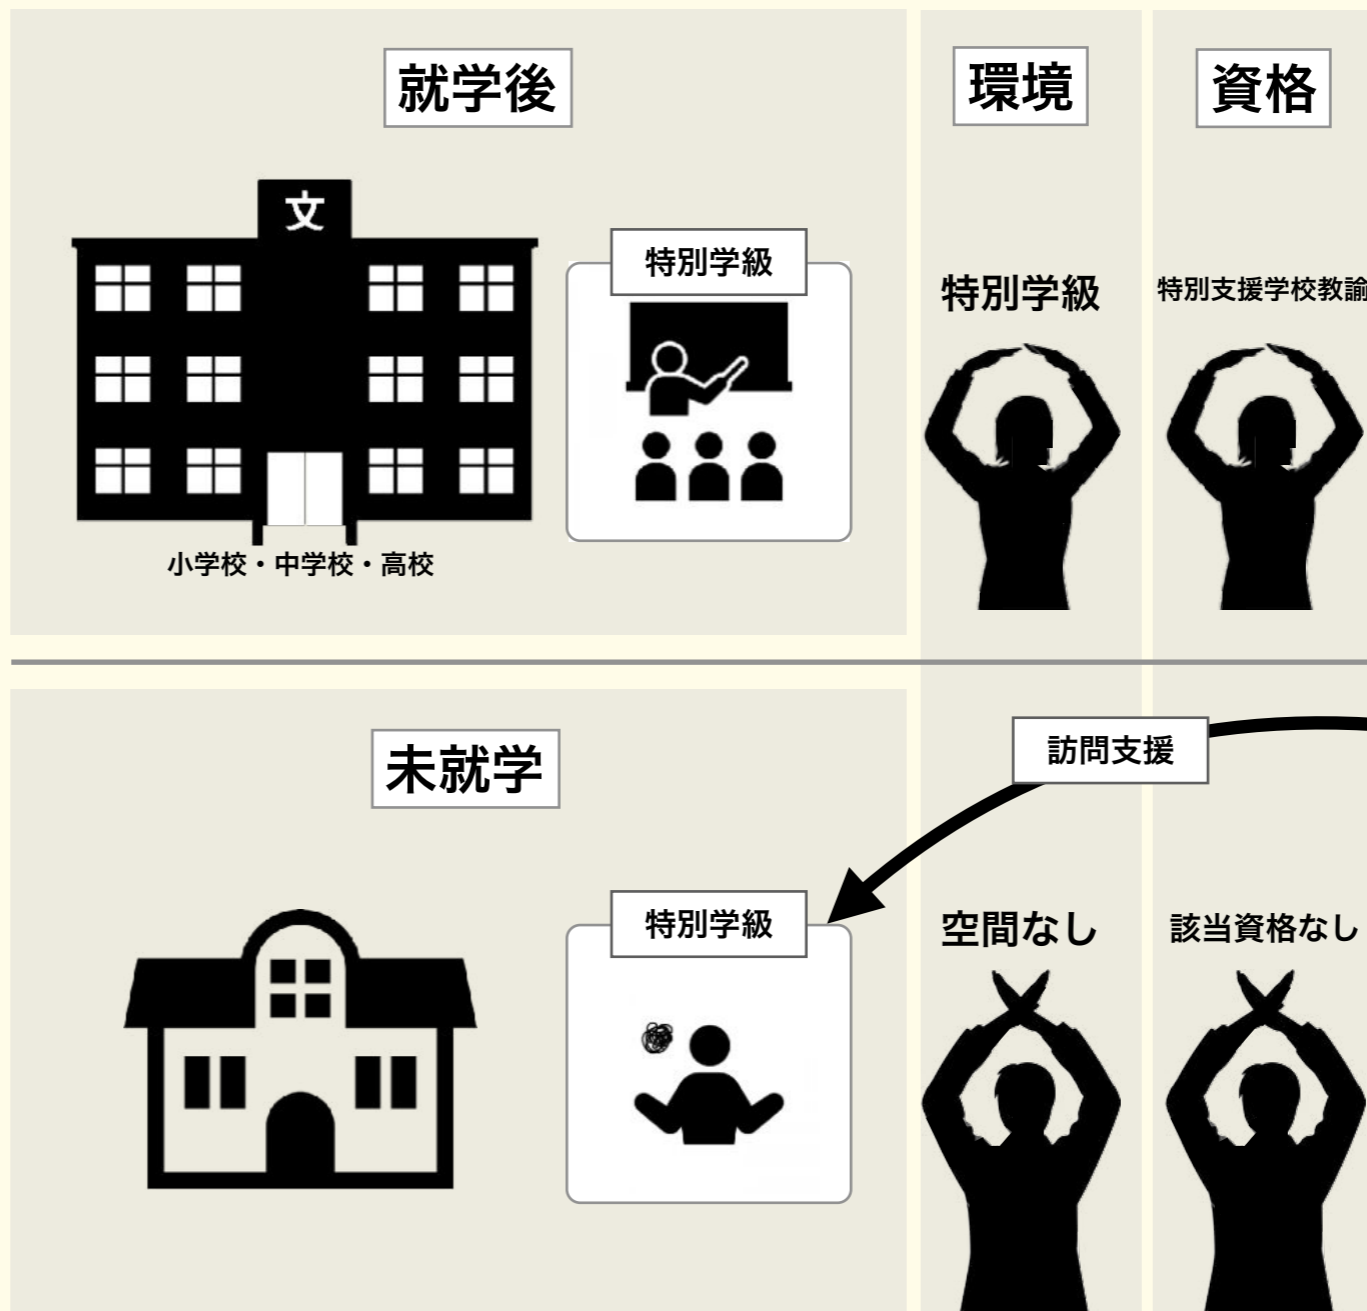 就学後
環境
資格
文
特別学級
特別学級
特別支援学校教諭
小学校・中学校・高校
未就学
訪問支援
特別学級
空間なし
該当資格なし